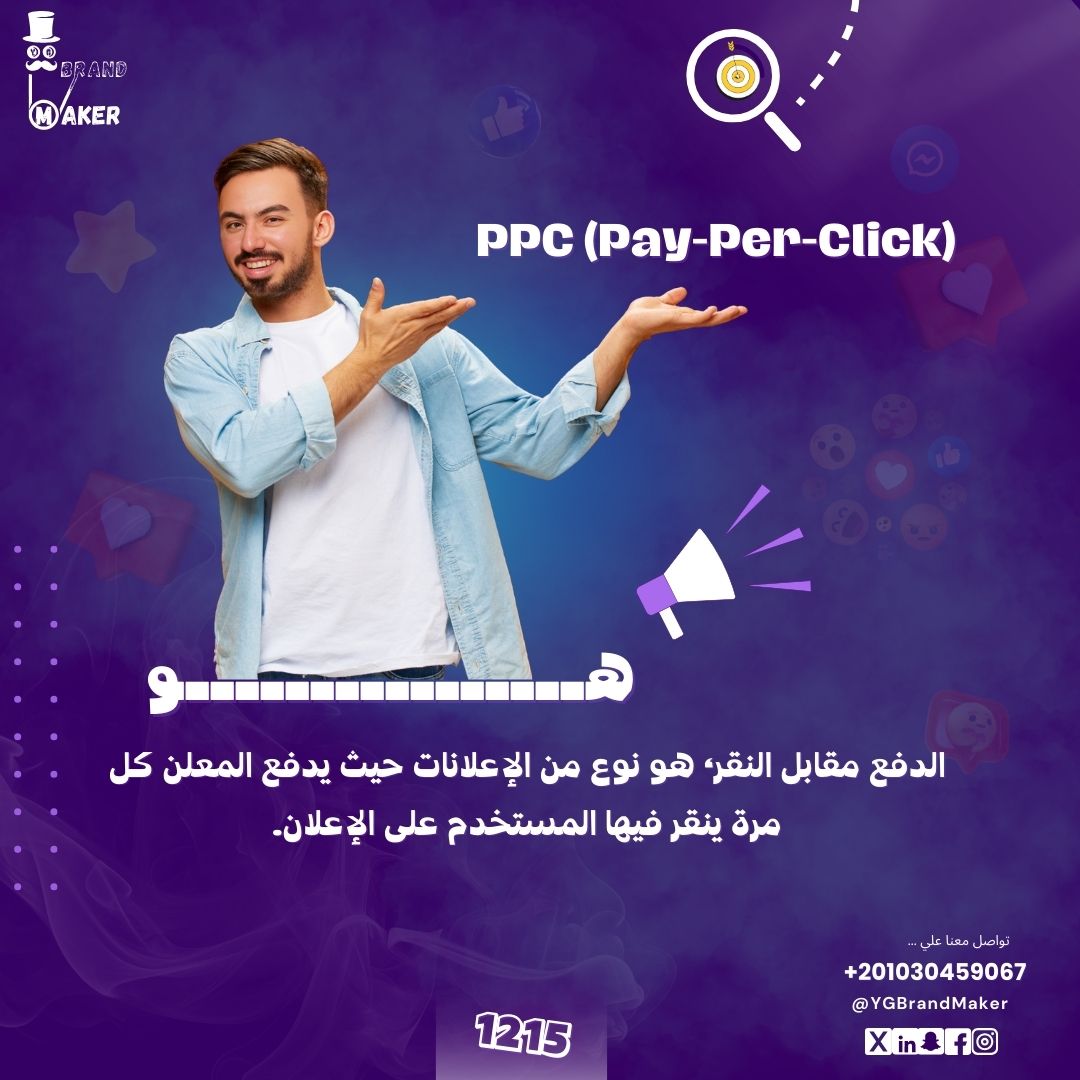 BRAND
MAKER
PPC (Pay-Per-Click)
هـــــــــــــــو
الدفع مقابل النقر، هو نوع من الإعلانات حيث يدفع المعلن كل
مرة ينقر فيها المستخدم على الإعلان.
تواصل معنا علي ...
+201030459067
@YGBrandMaker
1215